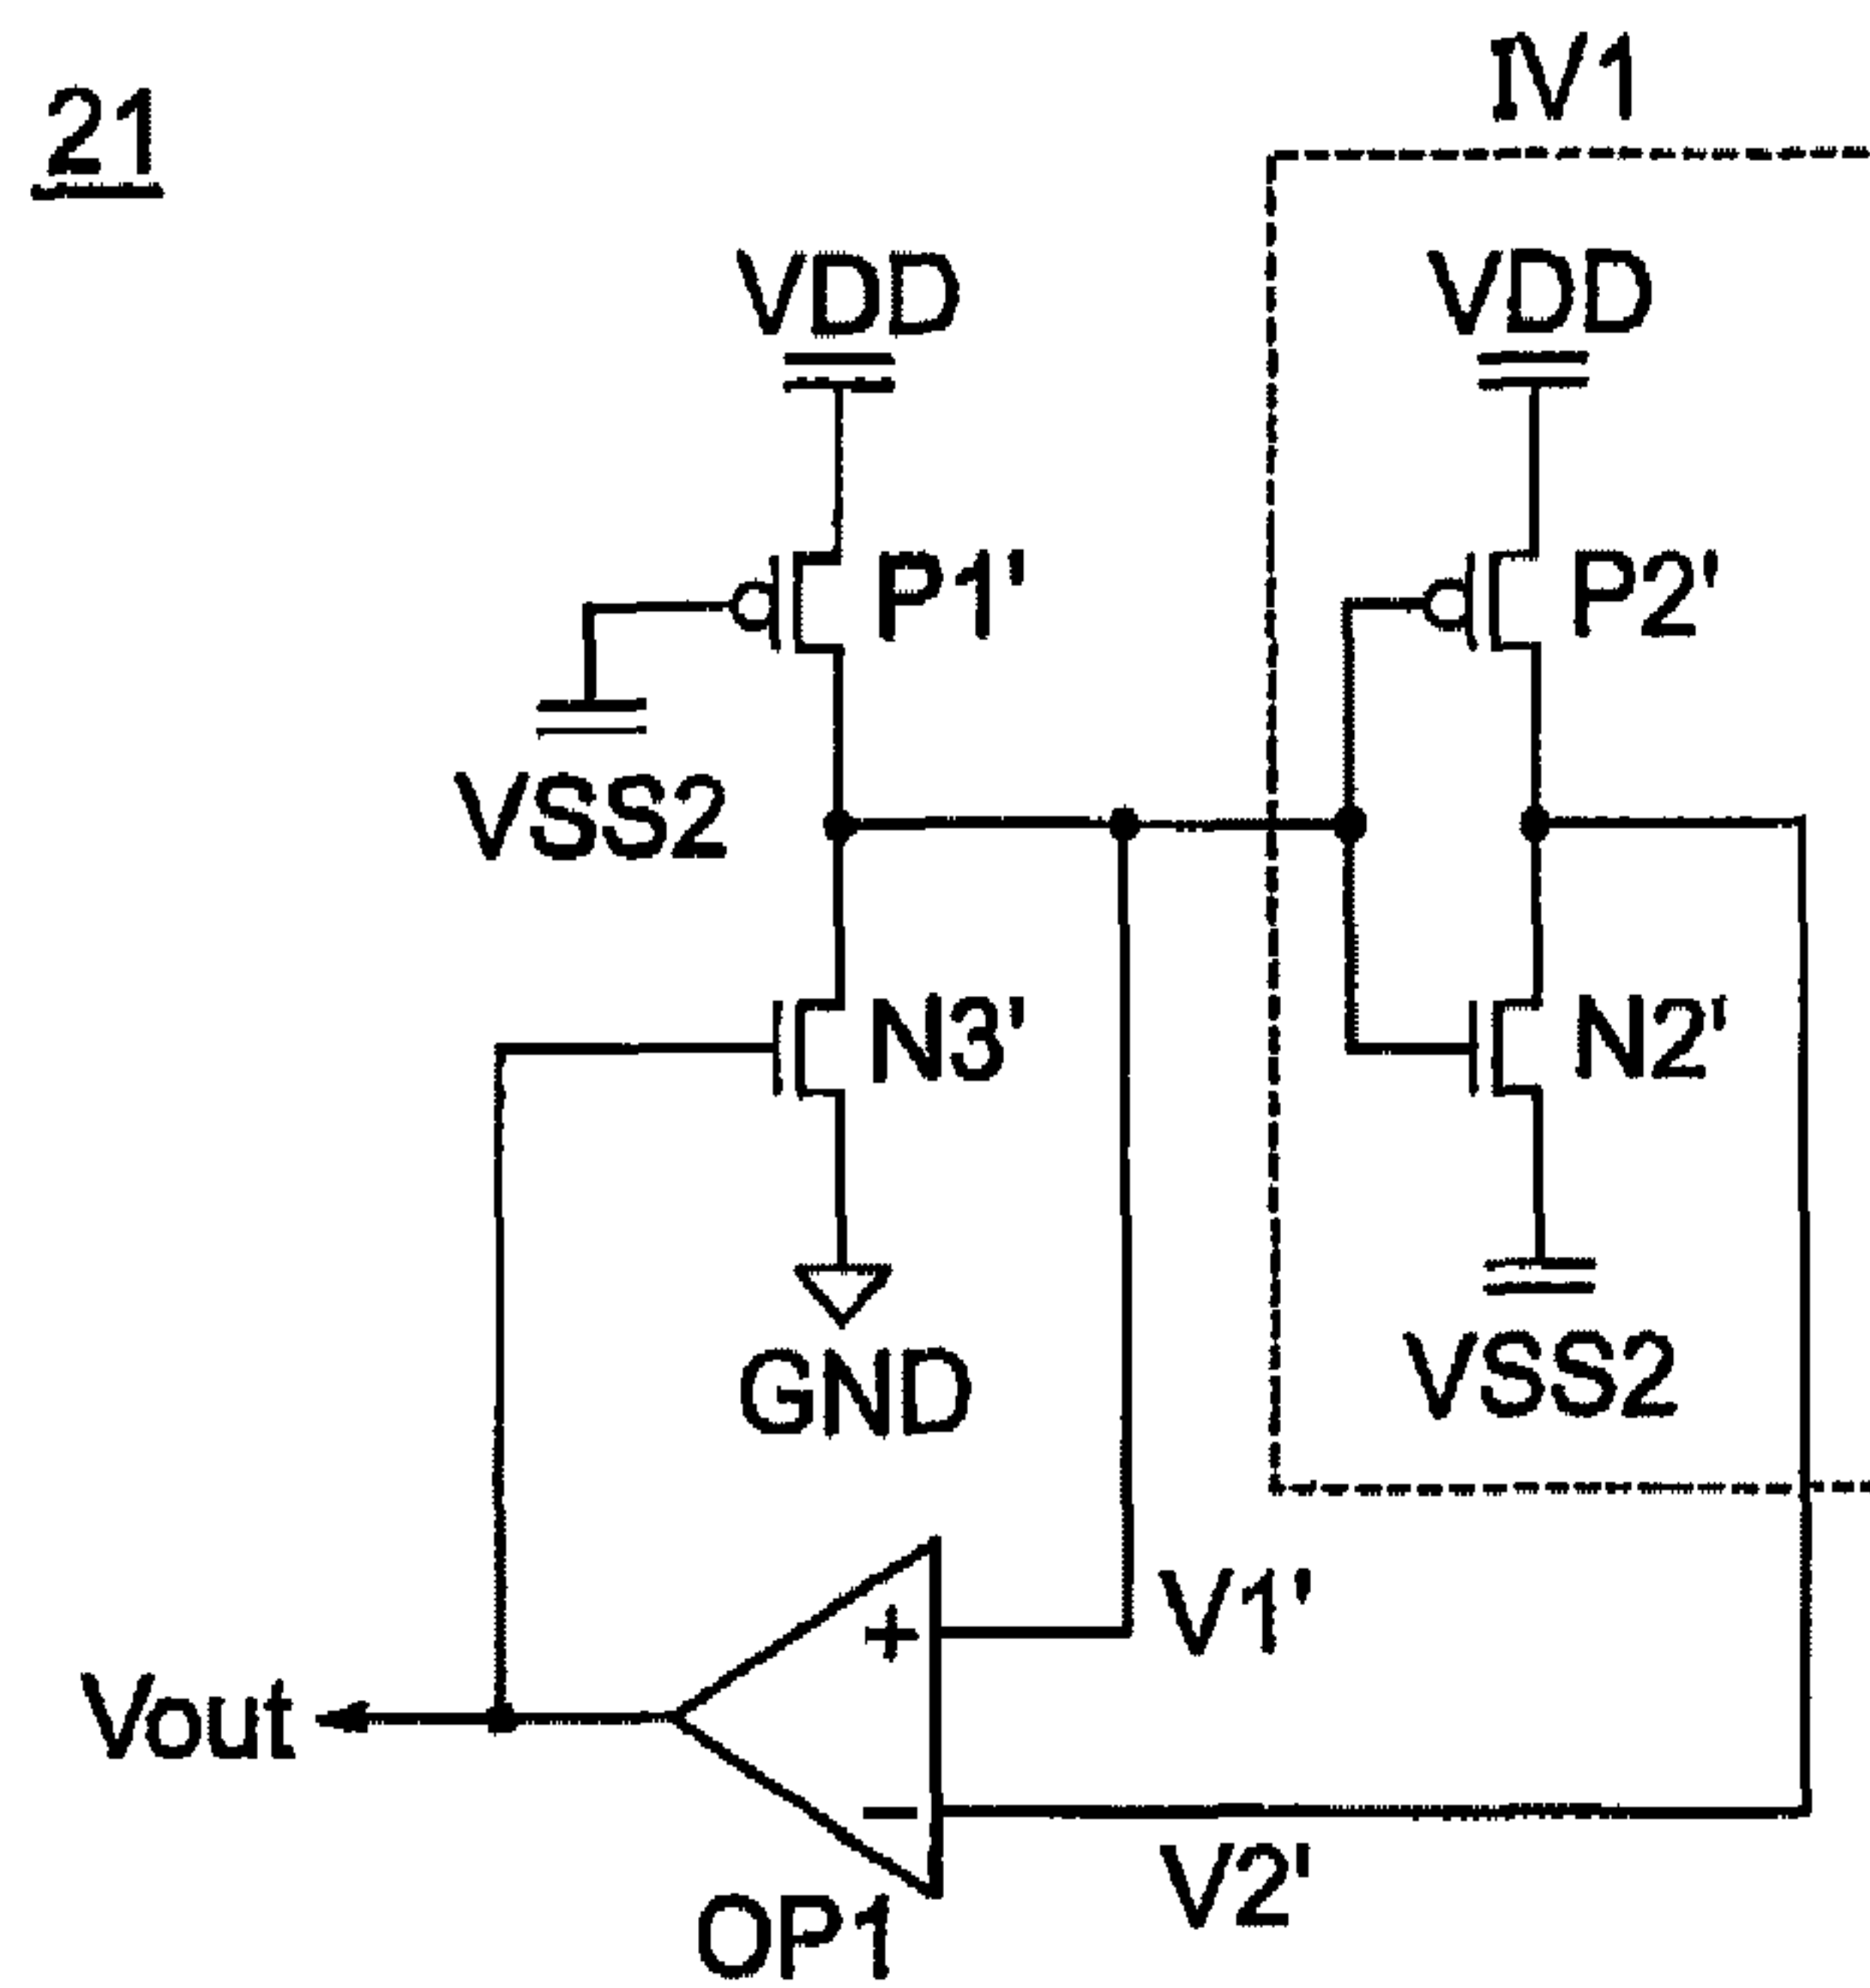 21
IV1
VDD
VDD
P1'
P2'
VSS2
N3'
N2'
GND
VSS2
+
V1'
Vout
−
V2'
OP1